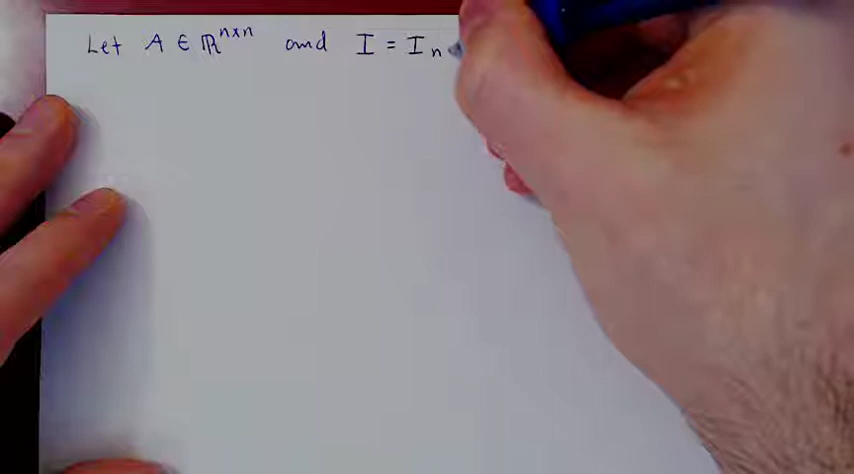 Let A ∈ ℝ^{n×n} and I = I_n